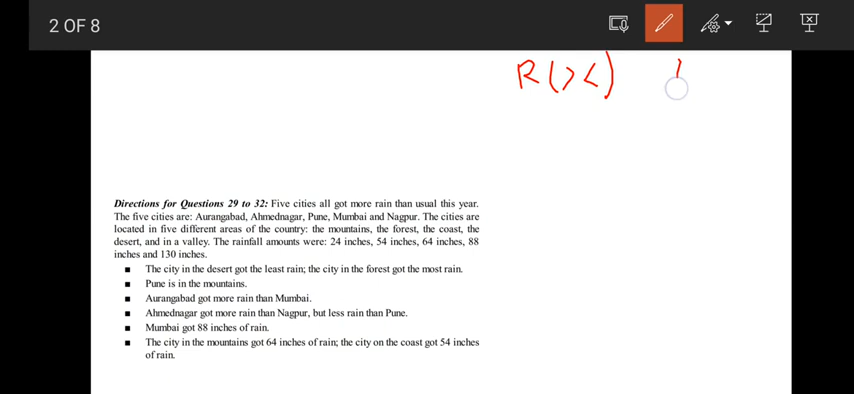 2 OF 8
R(><)
Directions for Questions 29 to 32: Five cities all got more rain than usual this year.
The five cities are: Aurangabad, Ahmednagar, Pune, Mumbai and Nagpur. The cities are
located in five different areas of the country: the mountains, the forest, the coast, the
desert, and in a valley. The rainfall amounts were: 24 inches, 54 inches, 64 inches, 88
inches and 130 inches.
■ The city in the desert got the least rain; the city in the forest got the most rain.
■ Pune is in the mountains.
■ Aurangabad got more rain than Mumbai.
■ Ahmednagar got more rain than Nagpur, but less rain than Pune.
■ Mumbai got 88 inches of rain.
■ The city in the mountains got 64 inches of rain; the city on the coast got 54 inches
of rain.